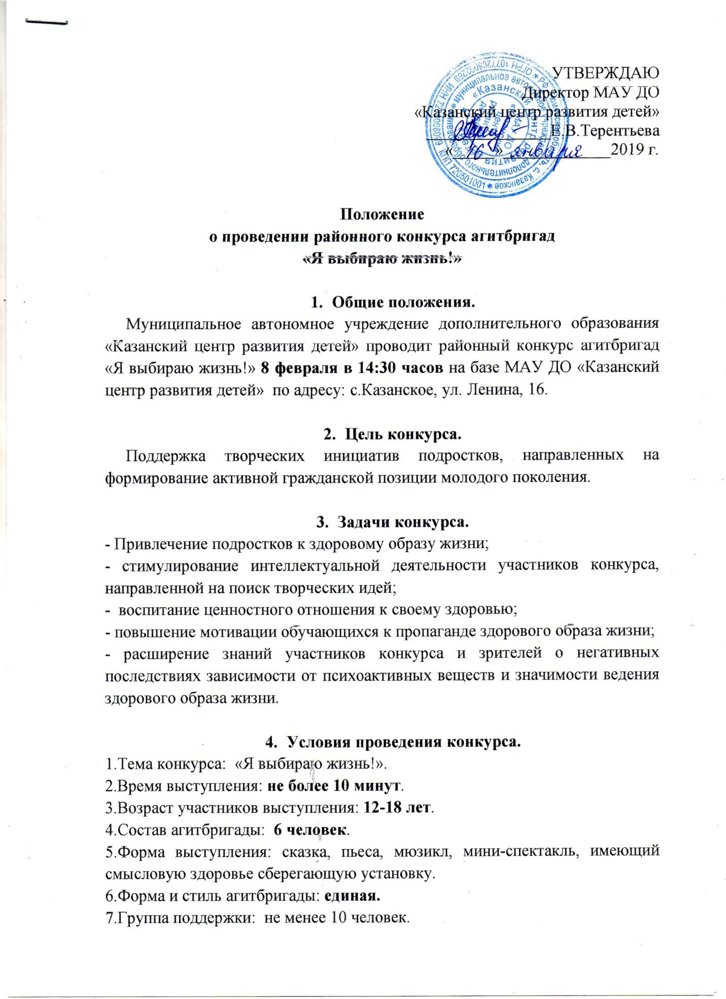 УТВЕРЖДАЮ
Директор МАУ ДО
«Казанский центр развития детей»
Е.В.Терентьева
« 16 » января 2019 г.
Положение
о проведении районного конкурса агитбригад
«Я выбираю жизнь!»
1. Общие положения.
Муниципальное автономное учреждение дополнительного образования
«Казанский центр развития детей» проводит районный конкурс агитбригад
«Я выбираю жизнь!» 8 февраля в 14:30 часов на базе МАУ ДО «Казанский
центр развития детей» по адресу: с.Казанское, ул. Ленина, 16.
2. Цель конкурса.
Поддержка творческих инициатив подростков, направленных на
формирование активной гражданской позиции молодого поколения.
3. Задачи конкурса.
- Привлечение подростков к здоровому образу жизни;
- стимулирование интеллектуальной деятельности участников конкурса,
направленной на поиск творческих идей;
- воспитание ценностного отношения к своему здоровью;
- повышение мотивации обучающихся к пропаганде здорового образа жизни;
- расширение знаний участников конкурса и зрителей о негативных
последствиях зависимости от психоактивных веществ и значимости ведения
здорового образа жизни.
4. Условия проведения конкурса.
1.Тема конкурса: «Я выбираю жизнь!».
2.Время выступления: не более 10 минут.
3.Возраст участников выступления: 12-18 лет.
4.Состав агитбригады: 6 человек.
5.Форма выступления: сказка, пьеса, мюзикл, мини-спектакль, имеющий
смысловую здоровье сберегающую установку.
6.Форма и стиль агитбригады: единая.
7.Группа поддержки: не менее 10 человек.